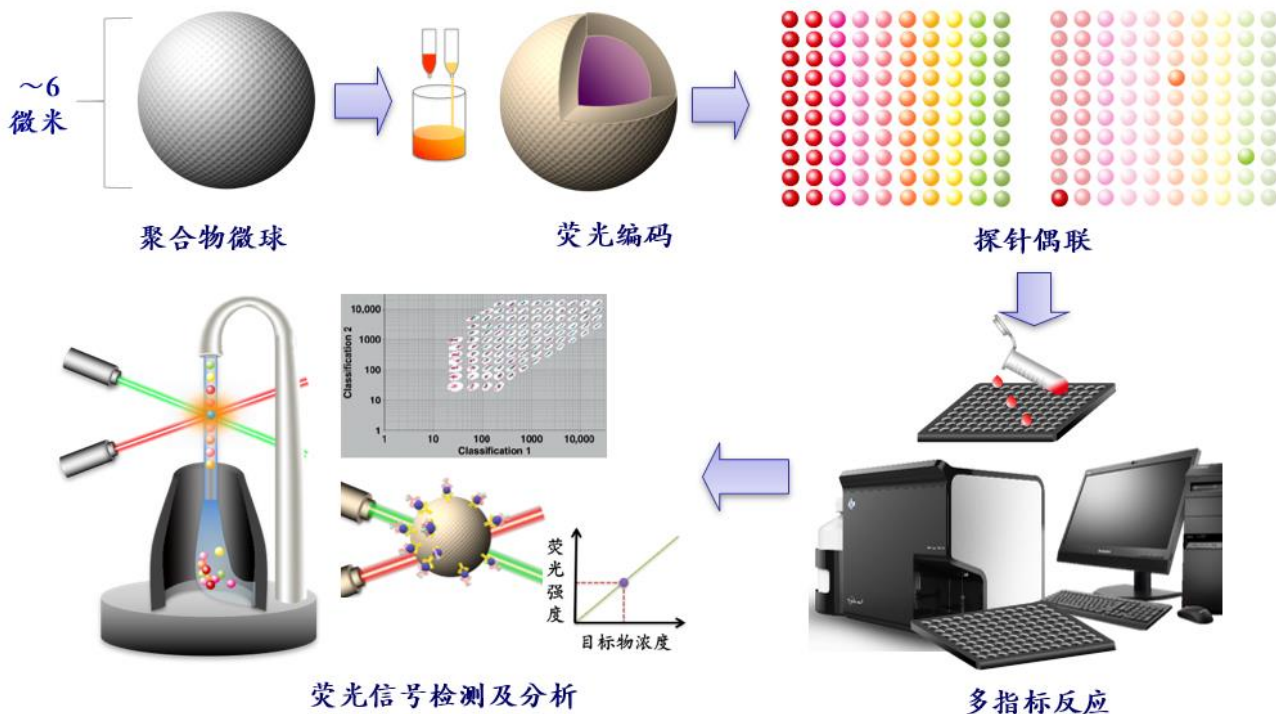 ~6
微米
聚合物微球
荧光编码
探针偶联
Classification 2
10,000
1000
100
10
1
1
10
100
1000
10,000
Classification 1
荧光强度
目标物浓度
荧光信号检测及分析
多指标反应